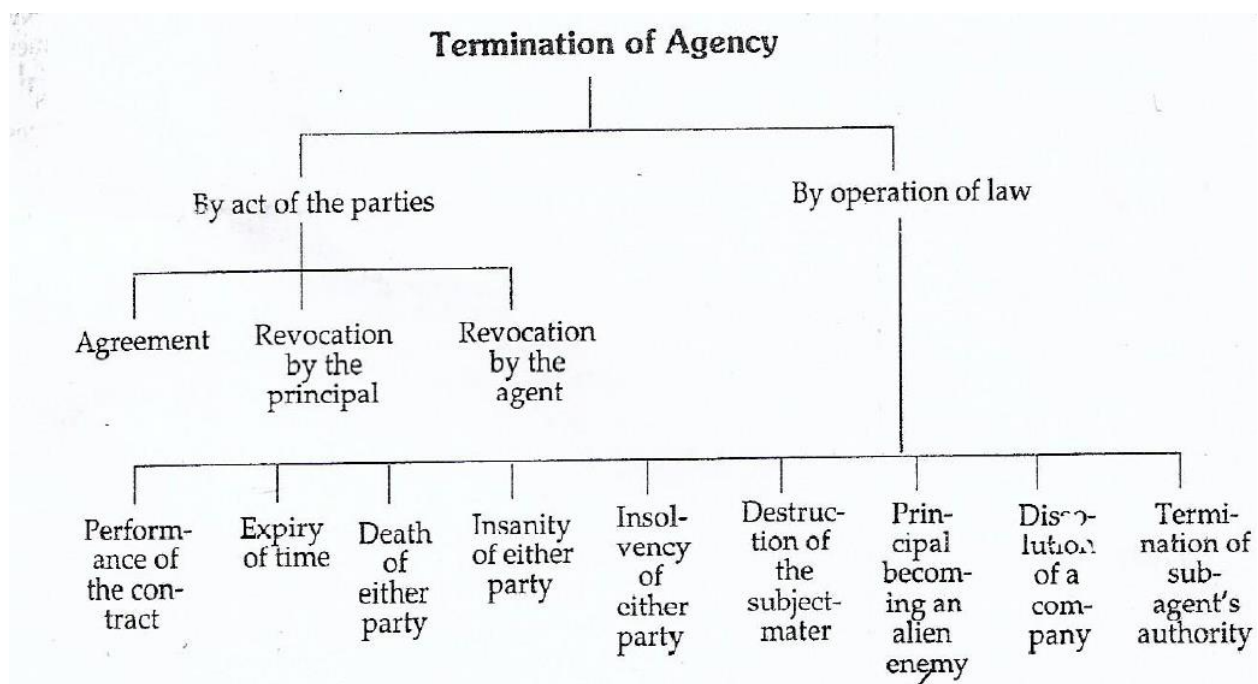 Termination of Agency
By act of the parties
By operation of law
Agreement
Revocation
by the
principal
Revocation
by the
agent
Perform-
ance of
the con-
tract
Expiry
of time
Death
of
either
party
Insanity
of either
party
Insol-
vency
of
either
party
Destruc-
tion of
the
subject-
mater
Prin-
cipal
becom-
ing an
alien
enemy
Disso-
lution
of a
com-
pany
Termi-
nation of
sub-
agent's
authority